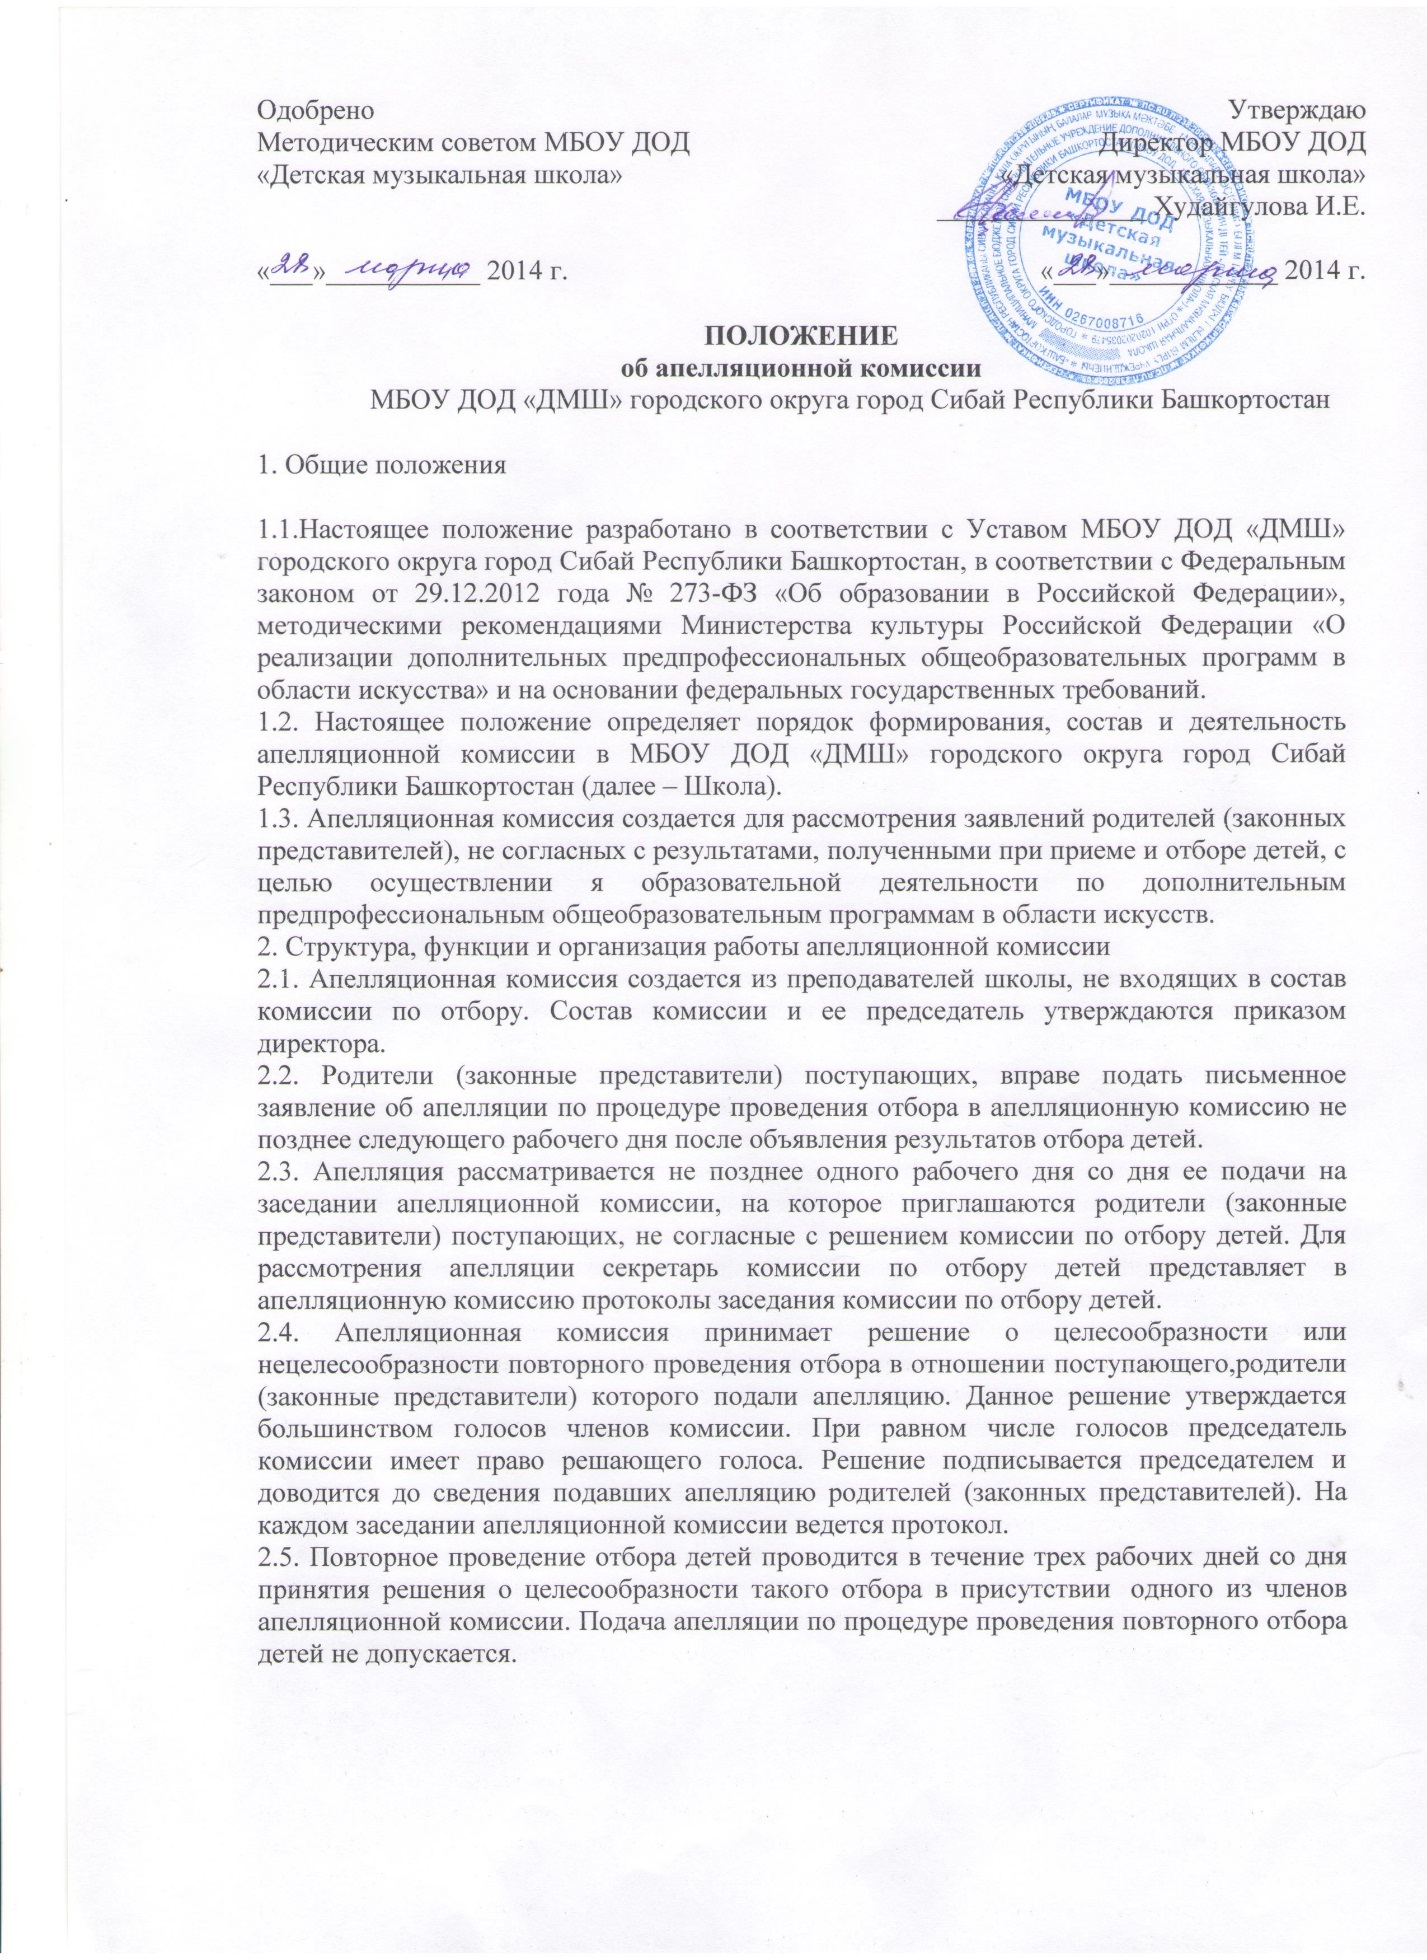 Одобрено Утверждаю
Методическим советом МБОУ ДОД Директор МБОУ ДОД
«Детская музыкальная школа» «Детская музыкальная школа»
Худайгулова И.Е.
МБОУ ДОД
«Детская
музыкальная
школа»
ИНН 0267008716
«28» марта 2014 г. «28» марта 2014 г.
ПОЛОЖЕНИЕ
об апелляционной комиссии
МБОУ ДОД «ДМШ» городского округа город Сибай Республики Башкортостан
1. Общие положения
1.1.Настоящее положение разработано в соответствии с Уставом МБОУ ДОД «ДМШ»
городского округа город Сибай Республики Башкортостан, в соответствии с Федеральным
законом от 29.12.2012 года № 273-ФЗ «Об образовании в Российской Федерации»,
методическими рекомендациями Министерства культуры Российской Федерации «О
реализации дополнительных предпрофессиональных общеобразовательных программ в
области искусства» и на основании федеральных государственных требований.
1.2. Настоящее положение определяет порядок формирования, состав и деятельность
апелляционной комиссии в МБОУ ДОД «ДМШ» городского округа город Сибай
Республики Башкортостан (далее – Школа).
1.3. Апелляционная комиссия создается для рассмотрения заявлений родителей (законных
представителей), не согласных с результатами, полученными при приеме и отборе детей, с
целью осуществлении я образовательной деятельности по дополнительным
предпрофессиональным общеобразовательным программам в области искусств.
2. Структура, функции и организация работы апелляционной комиссии
2.1. Апелляционная комиссия создается из преподавателей школы, не входящих в состав
комиссии по отбору. Состав комиссии и ее председатель утверждаются приказом
директора.
2.2. Родители (законные представители) поступающих, вправе подать письменное
заявление об апелляции по процедуре проведения отбора в апелляционную комиссию не
позднее следующего рабочего дня после объявления результатов отбора детей.
2.3. Апелляция рассматривается не позднее одного рабочего дня со дня ее подачи на
заседании апелляционной комиссии, на которое приглашаются родители (законные
представители) поступающих, не согласные с решением комиссии по отбору детей. Для
рассмотрения апелляции секретарь комиссии по отбору детей представляет в
апелляционную комиссию протоколы заседания комиссии по отбору детей.
2.4. Апелляционная комиссия принимает решение о целесообразности или
нецелесообразности повторного проведения отбора в отношении поступающего,родители
(законные представители) которого подали апелляцию. Данное решение утверждается
большинством голосов членов комиссии. При равном числе голосов председатель
комиссии имеет право решающего голоса. Решение подписывается председателем и
доводится до сведения подавших апелляцию родителей (законных представителей). На
каждом заседании апелляционной комиссии ведется протокол.
2.5. Повторное проведение отбора детей проводится в течение трех рабочих дней со дня
принятия решения о целесообразности такого отбора в присутствии одного из членов
апелляционной комиссии. Подача апелляции по процедуре проведения повторного отбора
детей не допускается.